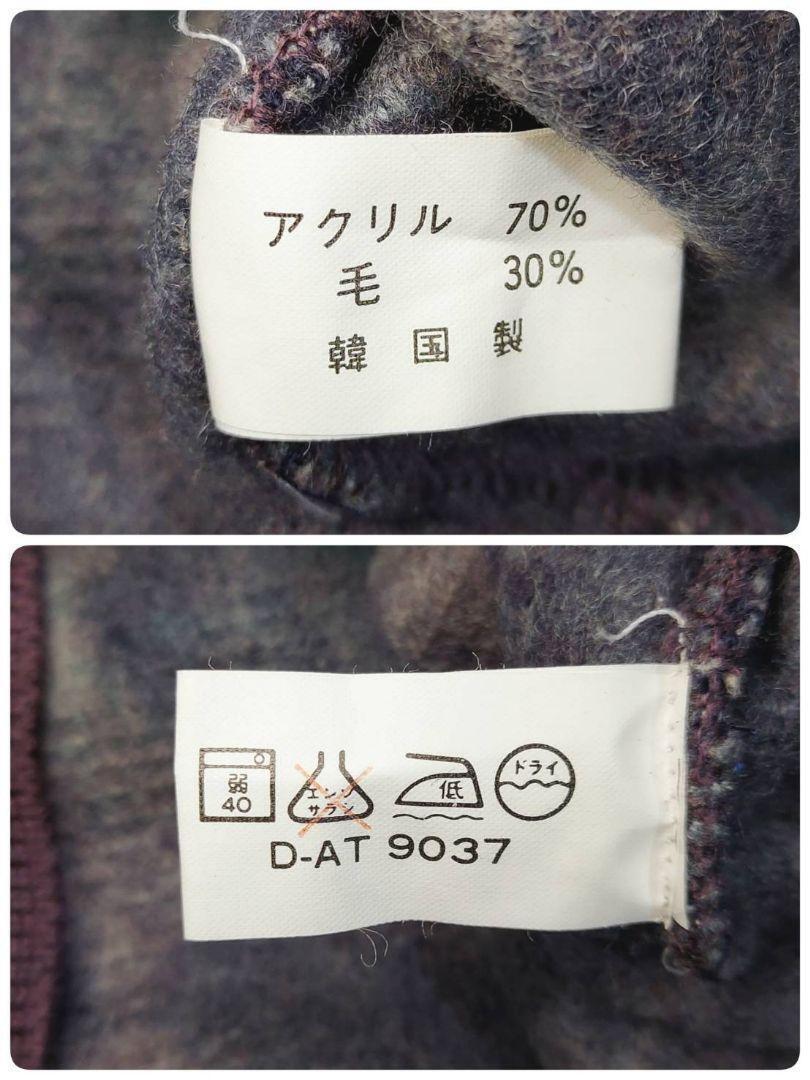 アクリル 70%
毛 30%
韓国製
弱
40
エンソ
サラシ
低
ドライ
D-AT 9037